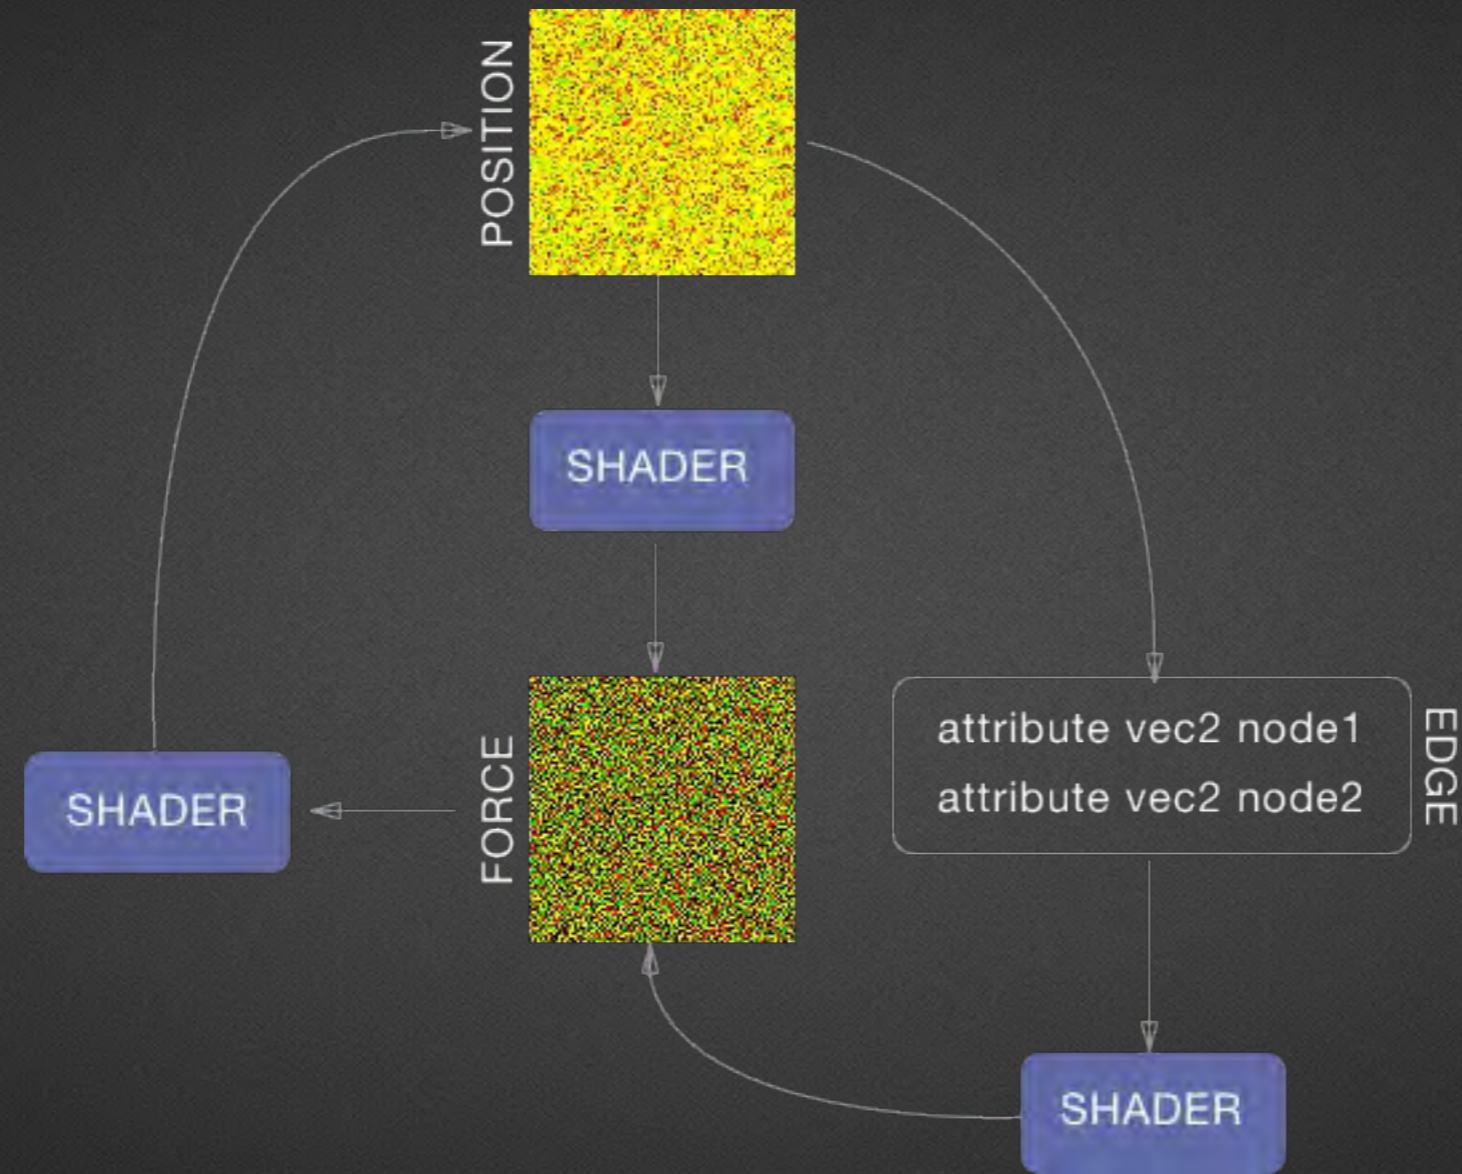 POSITION
SHADER
FORCE
SHADER
attribute vec2 node1
attribute vec2 node2
EDGE
SHADER